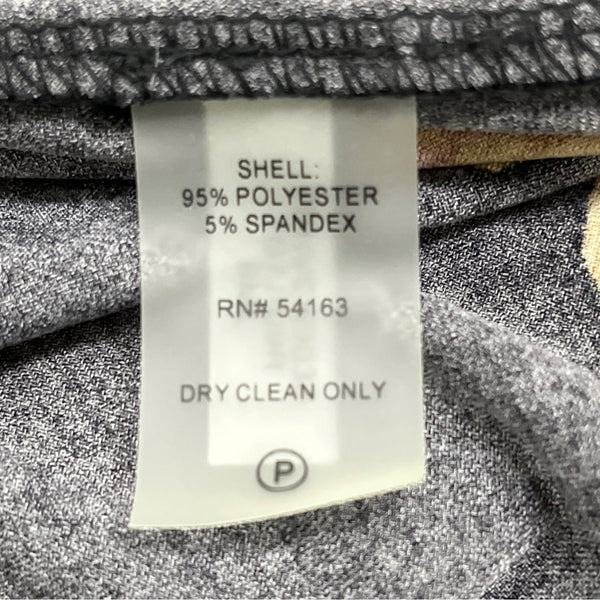 SHELL:
95% POLYESTER
5% SPANDEX
RN# 54163
DRY CLEAN ONLY
P